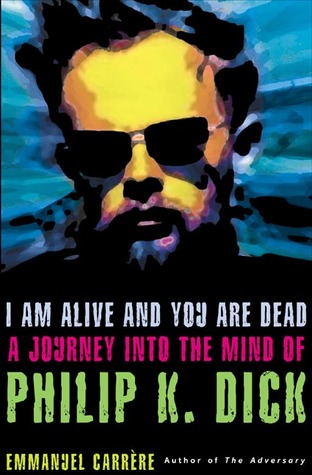 I AM ALIVE AND YOU ARE DEAD
A JOURNEY INTO THE MIND OF
PHILIP K. DICK
EMMANUEL CARRÈRE Author of The Adversary